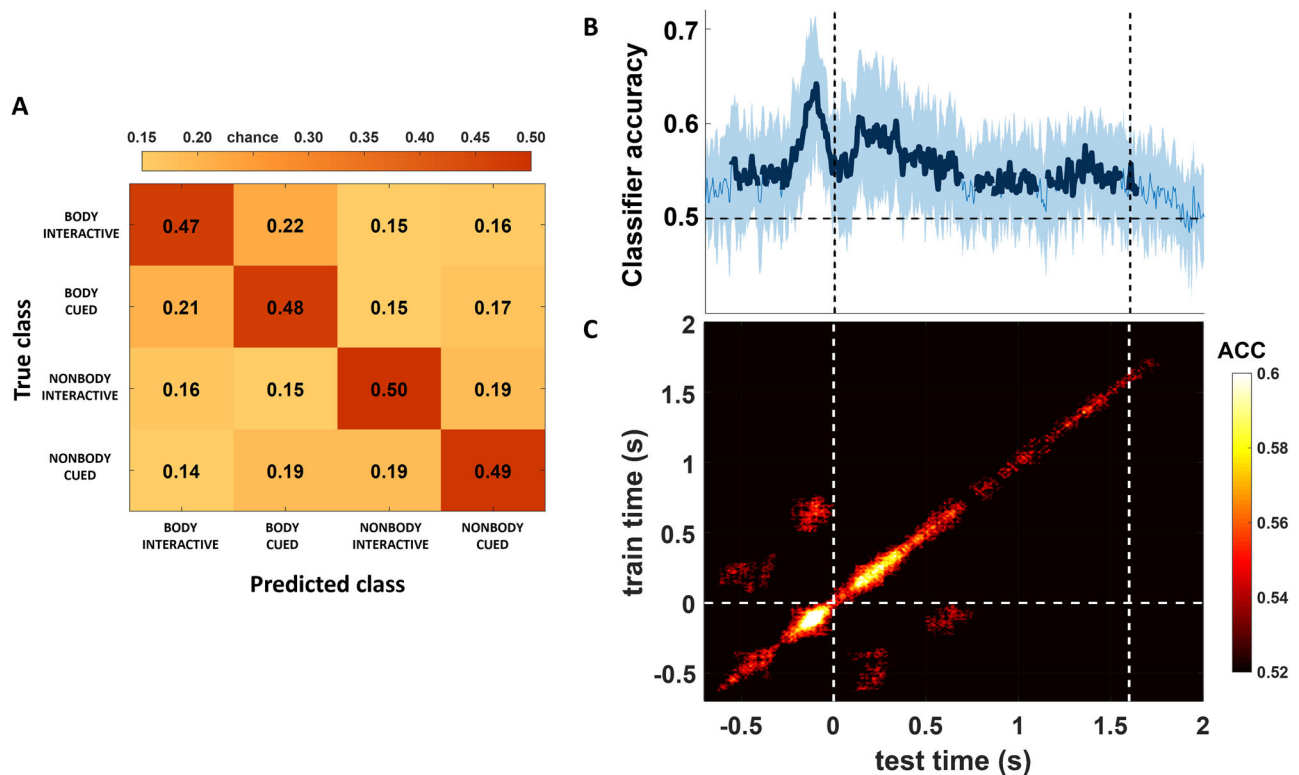 A
0.15 0.20 chance 0.30 0.35 0.40 0.45 0.50
True class
BODY
INTERACTIVE
0.47 0.22 0.15 0.16
BODY
CUED
0.21 0.48 0.15 0.17
NONBODY
INTERACTIVE
0.16 0.15 0.50 0.19
NONBODY
CUED
0.14 0.19 0.19 0.49
BODY BODY NONBODY NONBODY
INTERACTIVE CUED INTERACTIVE CUED
Predicted class
B
Classifier accuracy
0.7
0.6
0.5
C
train time (s)
2
1.5
1
0.5
0
-0.5
-0.5 0 0.5 1 1.5 2
test time (s)
ACC
0.6
0.58
0.56
0.54
0.52